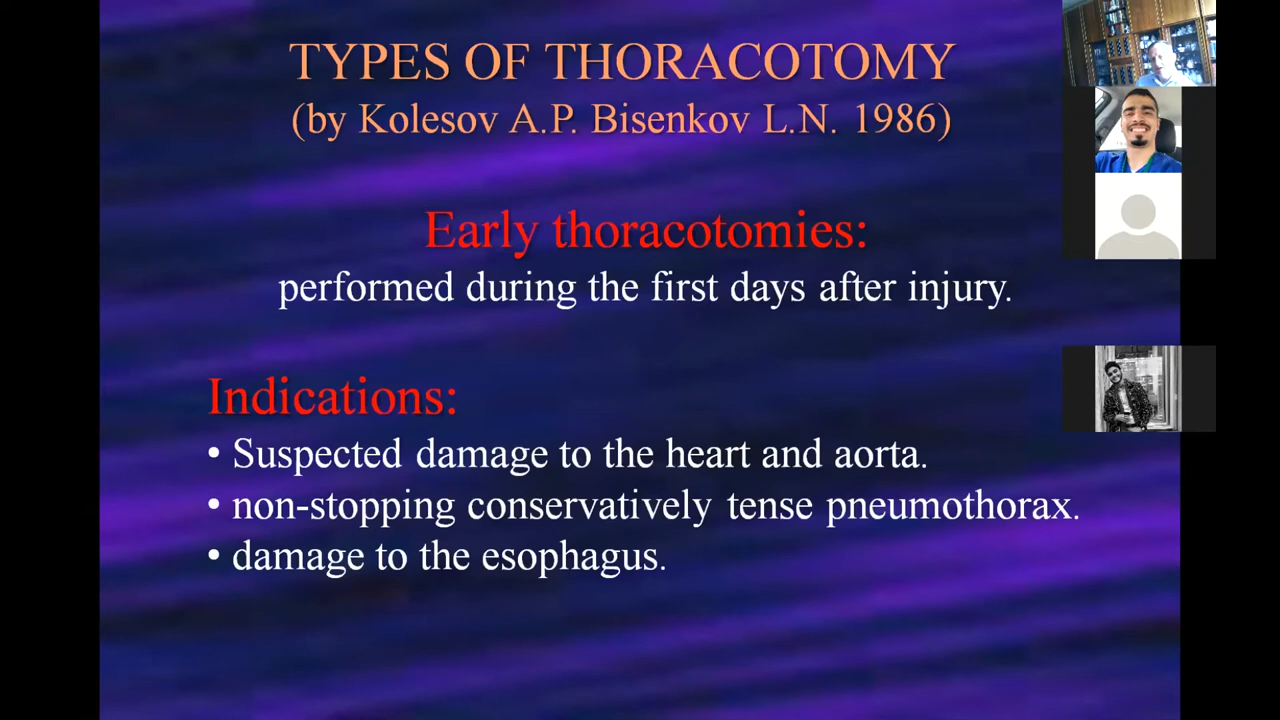 TYPES OF THORACOTOMY
(by Kolesov A.P. Bisenkov L.N. 1986)
Early thoracotomies:
performed during the first days after injury.
Indications:
• Suspected damage to the heart and aorta.
• non-stopping conservatively tense pneumothorax.
• damage to the esophagus.